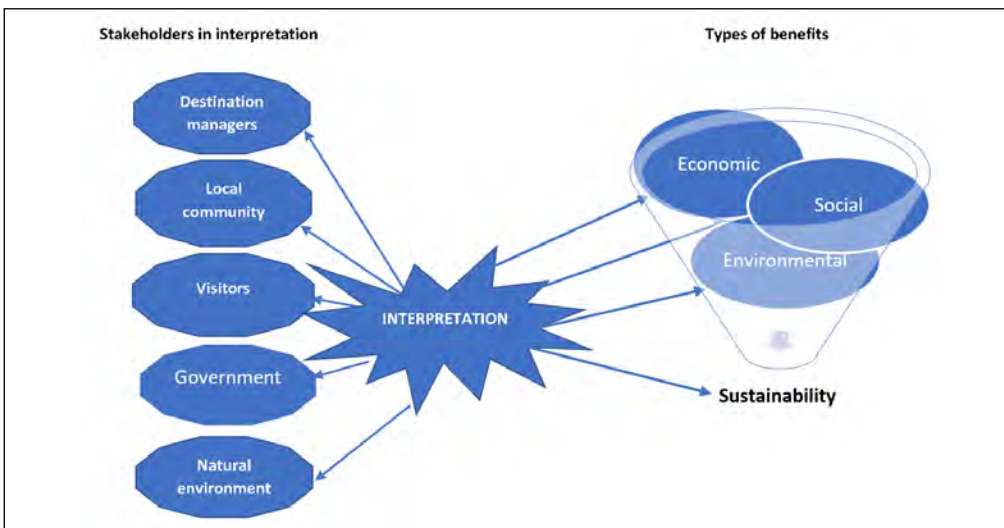 Stakeholders in interpretation
Types of benefits
Destination
managers
Local
community
Visitors
Government
Natural
environment
INTERPRETATION
Economic
Social
Environmental
Sustainability